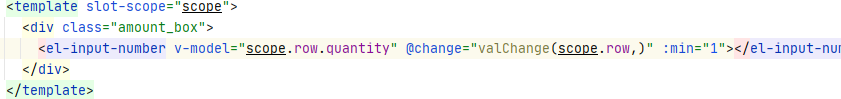 <template slot-scope="scope">
<div class="amount_box">
<el-input-number v-model="scope.row.quantity" @change="valChange(scope.row,)" :min="1"></el-input-nu
</div>
</template>